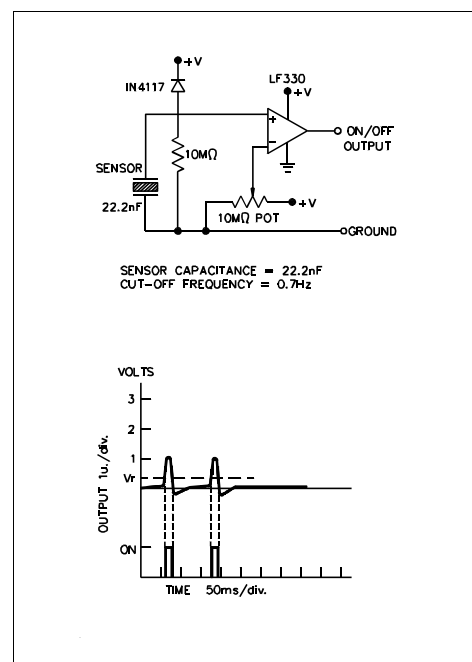 +V
LF330
IN4117
+V
+
ON/OFF
OUTPUT
10MΩ
−
SENSOR
+V
22.2nF
10MΩ POT
GROUND
SENSOR CAPACITANCE = 22.2nF
CUT-OFF FREQUENCY = 0.7Hz
VOLTS
3
2
1
Vr
OUTPUT 1u./div.
ON
TIME 50ms/div.